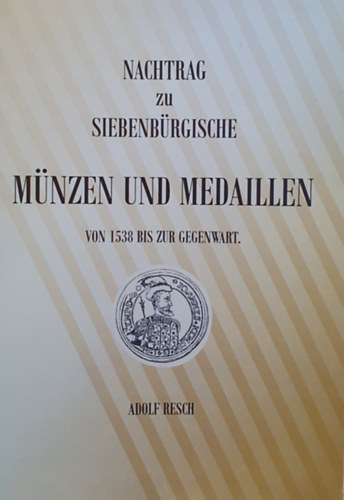 NACHTRAG
zu
SIEBENBÜRGISCHE
MÜNZEN UND MEDAILLEN
VON 1538 BIS ZUR GEGENWART.
ADOLF RESCH